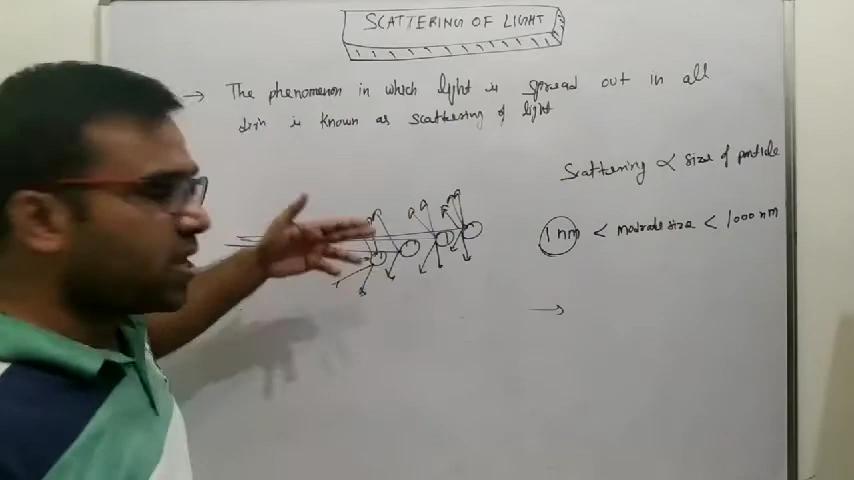 SCATTERING OF LIGHT
→ The phenomenon in which light is spread out in all
dirn is known as scattering of light
Scattering ∝ size of particle
1 nm < modrate size < 1000 nm
→